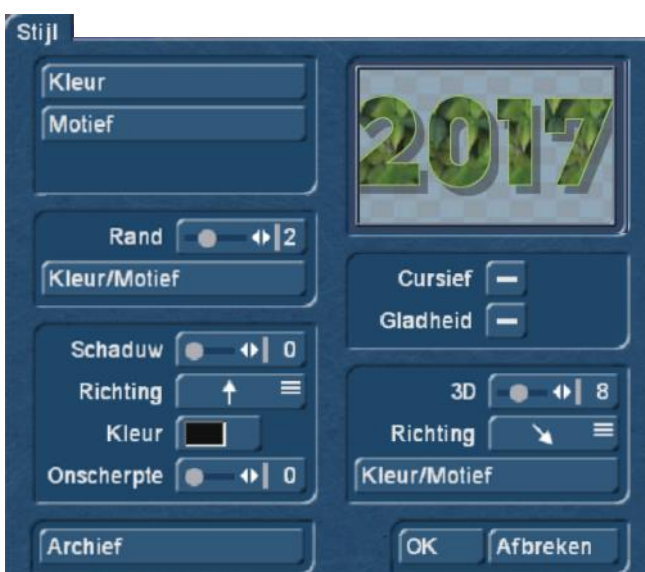 Stijl
Kleur
Motief
2017
Rand 2
Kleur/Motief
Cursief
Gladheid
Schaduw 0
Richting
Kleur
Onscherpte 0
3D 8
Richting
Kleur/Motief
Archief
OK
Afbreken